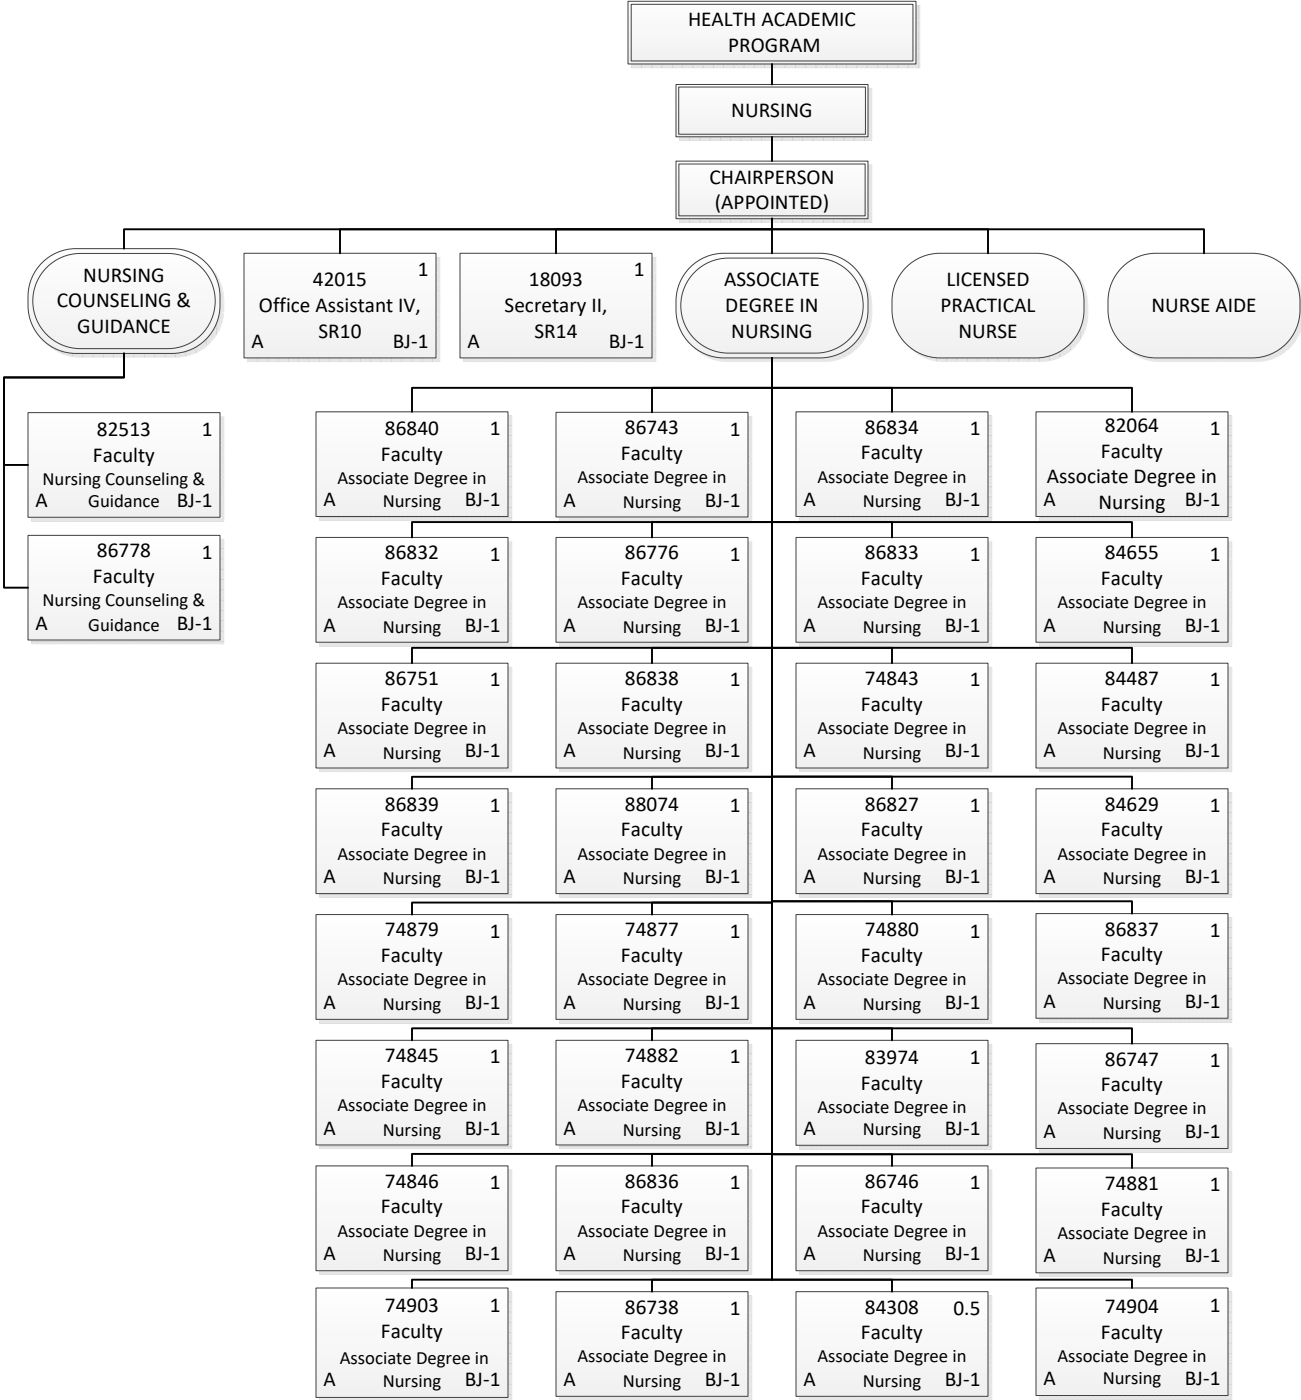 HEALTH ACADEMIC
PROGRAM
NURSING
CHAIRPERSON
(APPOINTED)
NURSING
COUNSELING &
GUIDANCE
42015 1
Office Assistant IV,
SR10
A BJ-1
18093 1
Secretary II,
SR14
A BJ-1
ASSOCIATE
DEGREE IN
NURSING
LICENSED
PRACTICAL
NURSE
NURSE AIDE
82513 1
Faculty
Nursing Counseling &
A Guidance BJ-1
86778 1
Faculty
Nursing Counseling &
A Guidance BJ-1
86840 1
Faculty
Associate Degree in
A Nursing BJ-1
86743 1
Faculty
Associate Degree in
A Nursing BJ-1
86834 1
Faculty
Associate Degree in
A Nursing BJ-1
82064 1
Faculty
Associate Degree in
A Nursing BJ-1
86832 1
Faculty
Associate Degree in
A Nursing BJ-1
86776 1
Faculty
Associate Degree in
A Nursing BJ-1
86833 1
Faculty
Associate Degree in
A Nursing BJ-1
84655 1
Faculty
Associate Degree in
A Nursing BJ-1
86751 1
Faculty
Associate Degree in
A Nursing BJ-1
86838 1
Faculty
Associate Degree in
A Nursing BJ-1
74843 1
Faculty
Associate Degree in
A Nursing BJ-1
84487 1
Faculty
Associate Degree in
A Nursing BJ-1
86839 1
Faculty
Associate Degree in
A Nursing BJ-1
88074 1
Faculty
Associate Degree in
A Nursing BJ-1
86827 1
Faculty
Associate Degree in
A Nursing BJ-1
84629 1
Faculty
Associate Degree in
A Nursing BJ-1
74879 1
Faculty
Associate Degree in
A Nursing BJ-1
74877 1
Faculty
Associate Degree in
A Nursing BJ-1
74880 1
Faculty
Associate Degree in
A Nursing BJ-1
86837 1
Faculty
Associate Degree in
A Nursing BJ-1
74845 1
Faculty
Associate Degree in
A Nursing BJ-1
74882 1
Faculty
Associate Degree in
A Nursing BJ-1
83974 1
Faculty
Associate Degree in
A Nursing BJ-1
86747 1
Faculty
Associate Degree in
A Nursing BJ-1
74846 1
Faculty
Associate Degree in
A Nursing BJ-1
86836 1
Faculty
Associate Degree in
A Nursing BJ-1
86746 1
Faculty
Associate Degree in
A Nursing BJ-1
74881 1
Faculty
Associate Degree in
A Nursing BJ-1
74903 1
Faculty
Associate Degree in
A Nursing BJ-1
86738 1
Faculty
Associate Degree in
A Nursing BJ-1
84308 0.5
Faculty
Associate Degree in
A Nursing BJ-1
74904 1
Faculty
Associate Degree in
A Nursing BJ-1